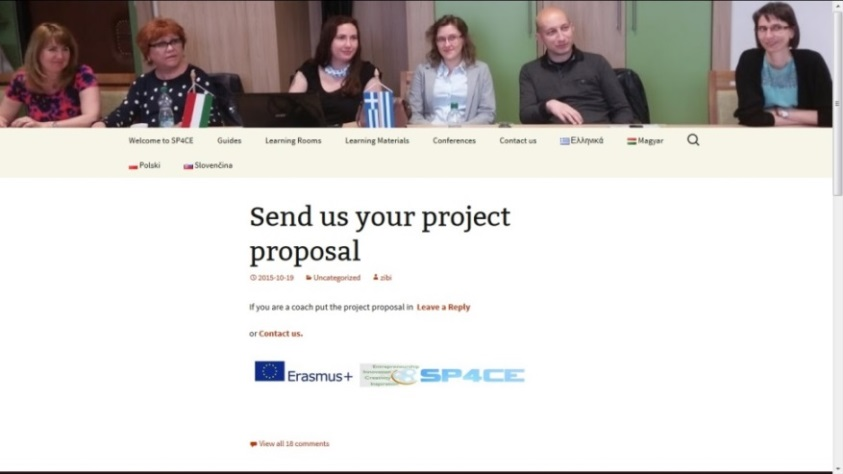 Welcome to SP4CE Guides Learning Rooms Learning Materials Conferences Contact us Ελληνικά Magyar
Polski Slovenčina
Send us your project
proposal
2015-10-19 Uncategorized zibi
If you are a coach put the project proposal in Leave a Reply
or Contact us.
Erasmus+ SP4CE
View all 18 comments